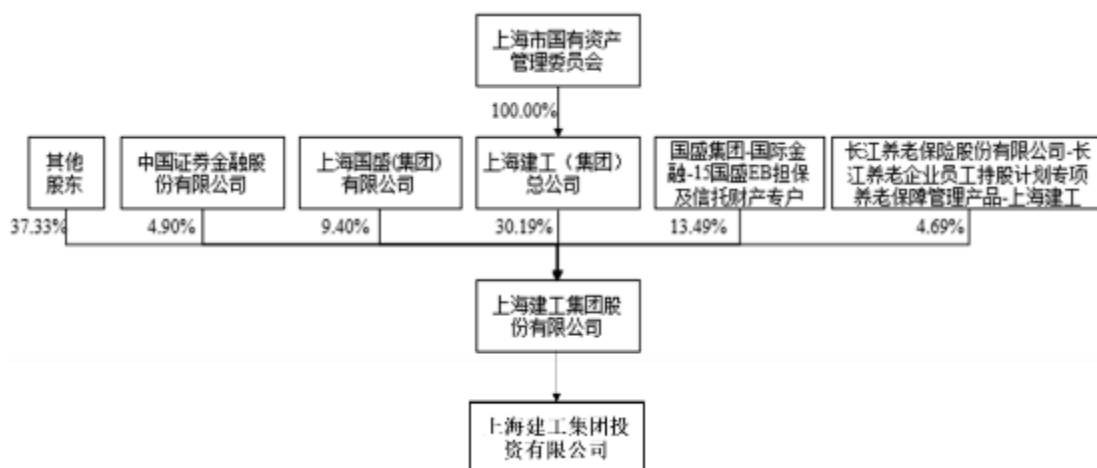 上海市国有资产
管理委员会
100.00%
其他
股东
中国证券金融股
份有限公司
上海国盛(集团)
有限公司
上海建工（集团）
总公司
国盛集团-国际金
融-15国盛EB担保
及信托财产专户
长江养老保险股份有限公司-长
江养老企业员工持股计划专项
养老保障管理产品-上海建工
37.33%
4.90%
9.40%
30.19%
13.49%
4.69%
上海建工集团股
份有限公司
上海建工集团投
资有限公司